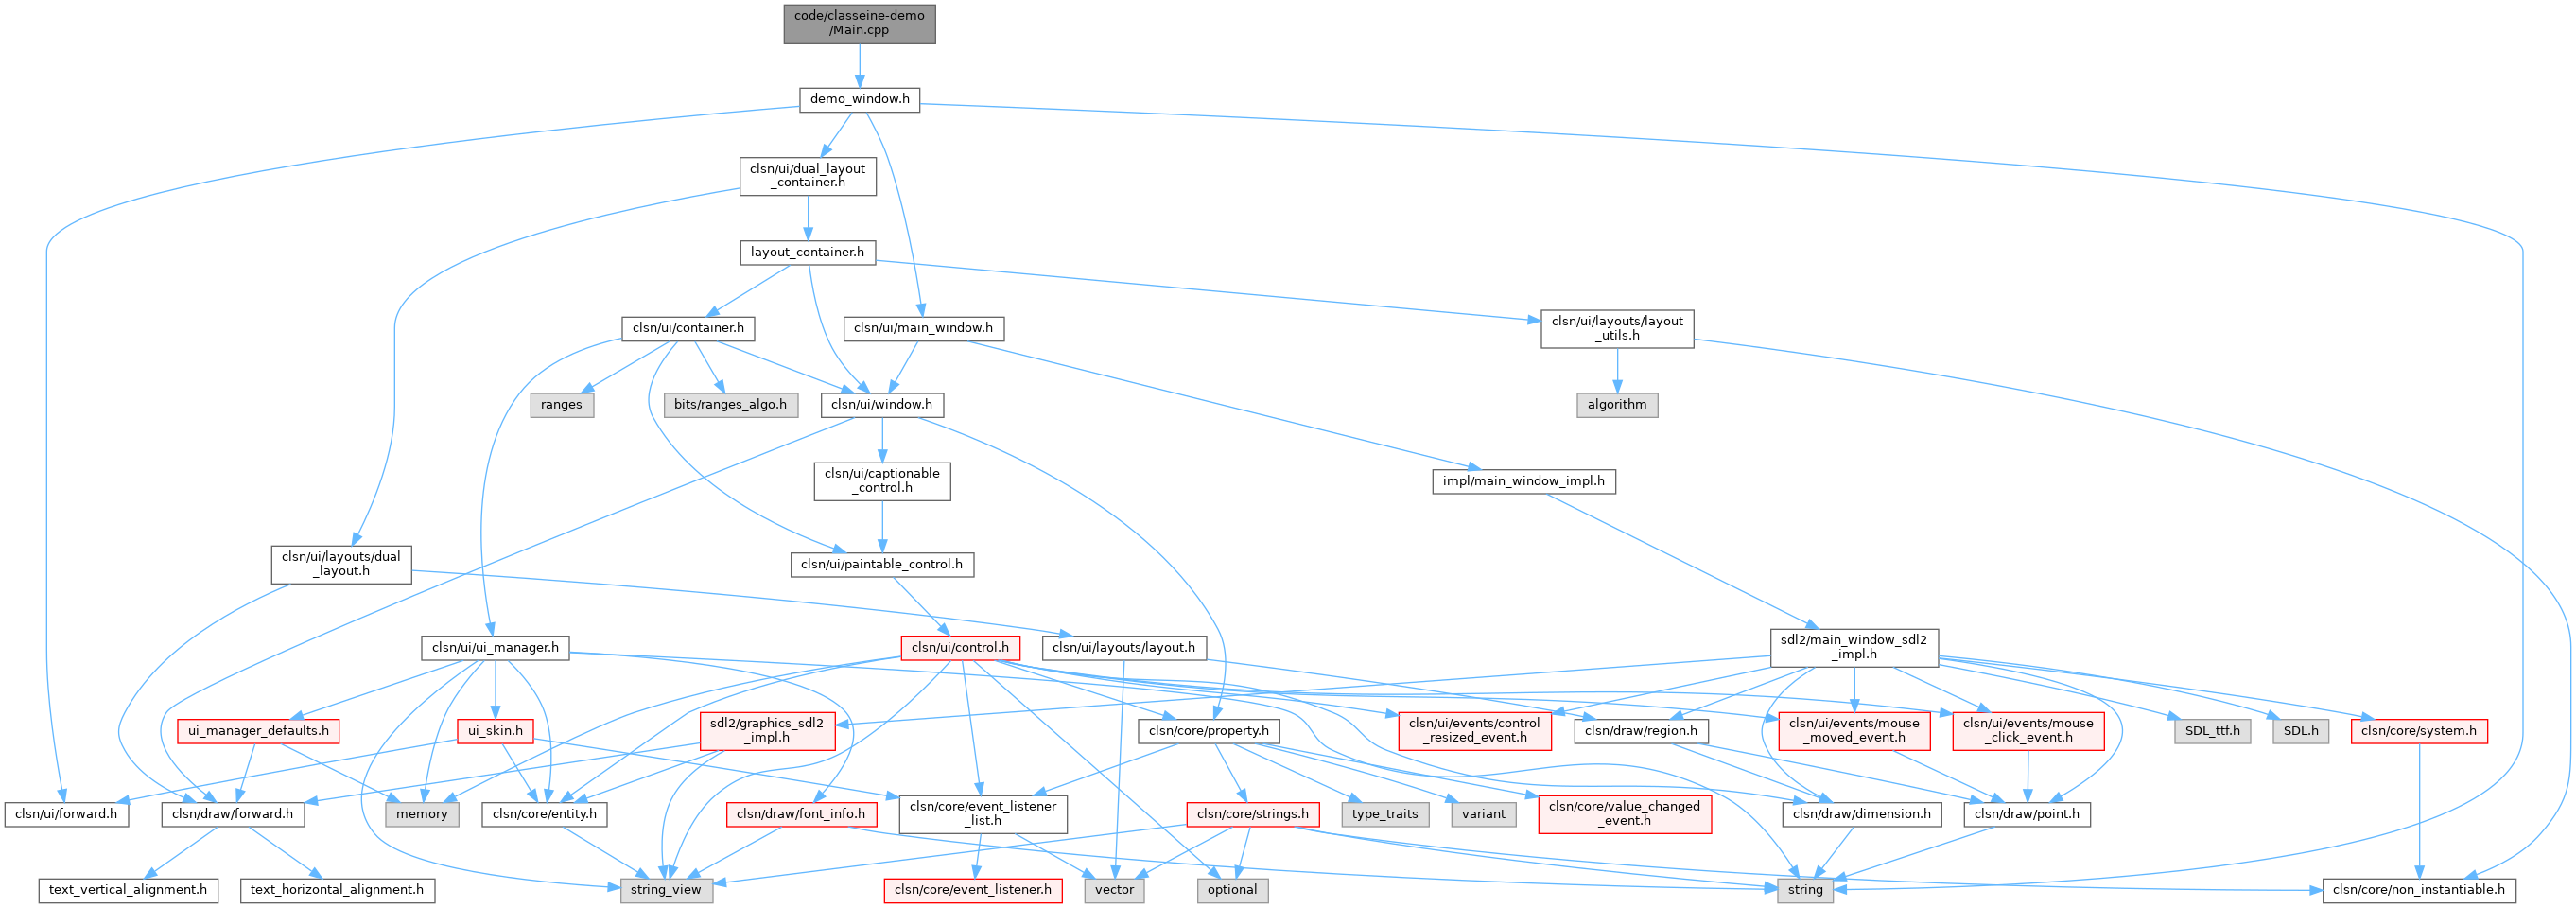 code/classeine-demo
/Main.cpp
demo_window.h
clsn/ui/dual_layout
_container.h
layout_container.h
clsn/ui/container.h
clsn/ui/main_window.h
clsn/ui/layouts/layout
_utils.h
ranges
bits/ranges_algo.h
clsn/ui/window.h
algorithm
clsn/ui/captionable
_control.h
impl/main_window_impl.h
clsn/ui/layouts/dual
_layout.h
clsn/ui/paintable_control.h
clsn/ui/ui_manager.h
clsn/ui/control.h
clsn/ui/layouts/layout.h
sdl2/main_window_sdl2
_impl.h
ui_manager_defaults.h
ui_skin.h
sdl2/graphics_sdl2
_impl.h
clsn/core/property.h
clsn/ui/events/control
_resized_event.h
clsn/draw/region.h
clsn/ui/events/mouse
_moved_event.h
clsn/ui/events/mouse
_click_event.h
SDL_ttf.h
SDL.h
clsn/core/system.h
clsn/ui/forward.h
clsn/draw/forward.h
memory
clsn/core/entity.h
clsn/draw/font_info.h
clsn/core/event_listener
_list.h
clsn/core/strings.h
type_traits
variant
clsn/core/value_changed
_event.h
clsn/draw/dimension.h
clsn/draw/point.h
text_vertical_alignment.h
text_horizontal_alignment.h
string_view
clsn/core/event_listener.h
vector
optional
string
clsn/core/non_instantiable.h